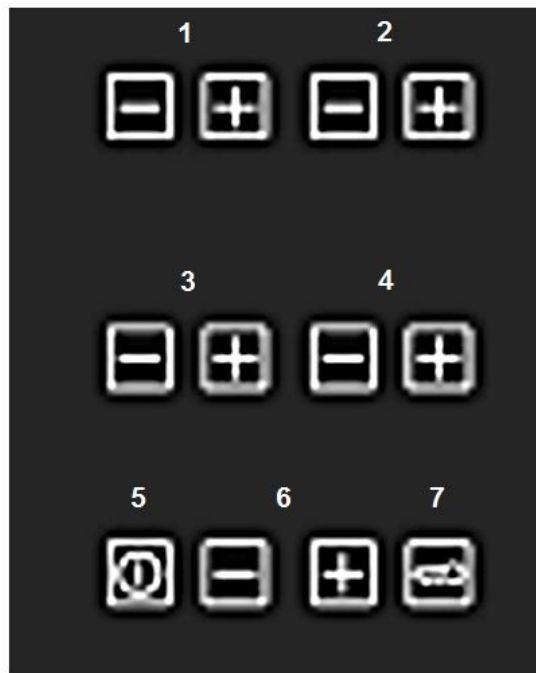 1 2
- + - +
3 4
- + - +
5 6 7
- +